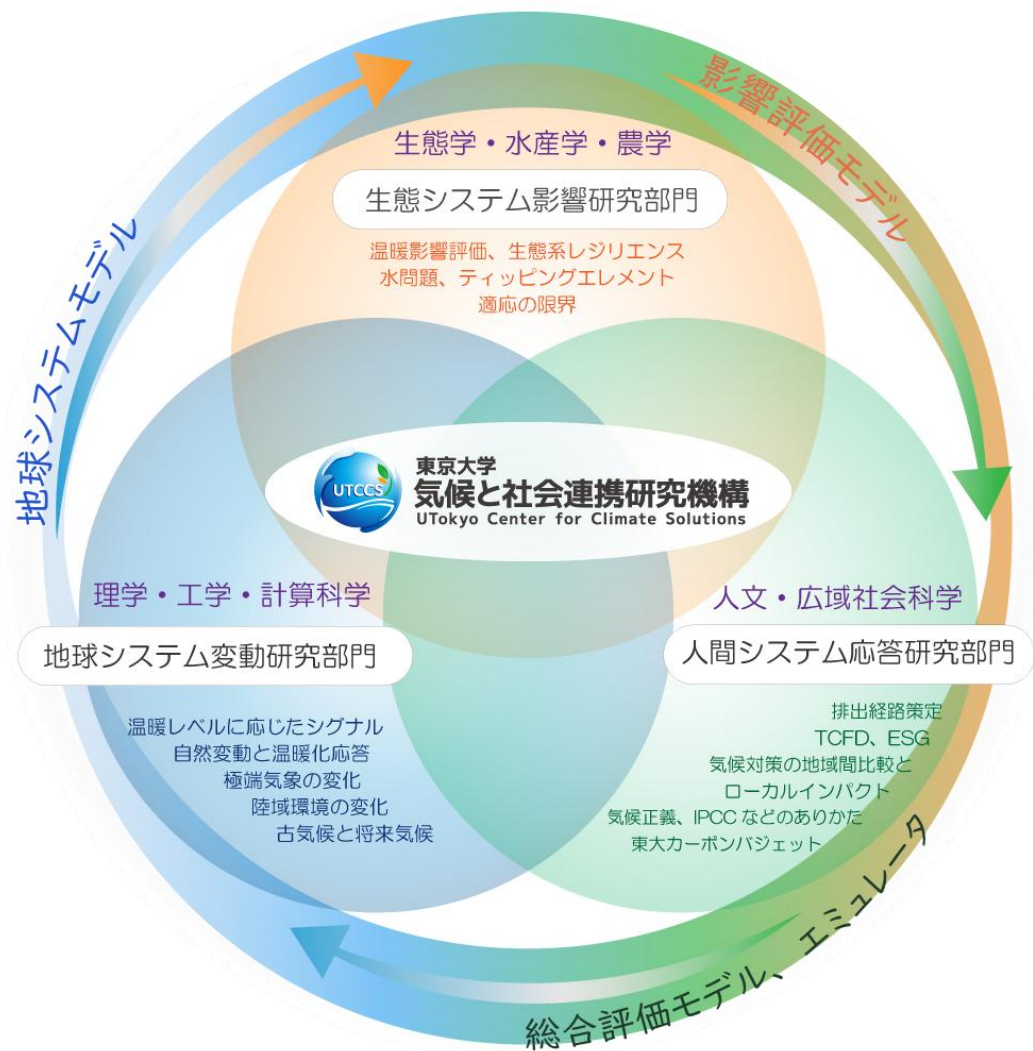 影響評価モデル
生態学・水産学・農学
生態システム影響研究部門
温暖影響評価、生態系レジリエンス
水問題、ティッピングエレメント
適応の限界
地球システムモデル
UTCCS
東京大学
気候と社会連携研究機構
UTokyo Center for Climate Solutions
理学・工学・計算科学
地球システム変動研究部門
温暖レベルに応じたシグナル
自然変動と温暖化応答
極端気象の変化
陸域環境の変化
古気候と将来気候
人文・広域社会科学
人間システム応答研究部門
排出経路策定
TCFD、ESG
気候対策の地域間比較と
ローカルインパクト
気候正義、IPCC などのありかた
東大カーボンバジェット
総合評価モデル、エミュレータ